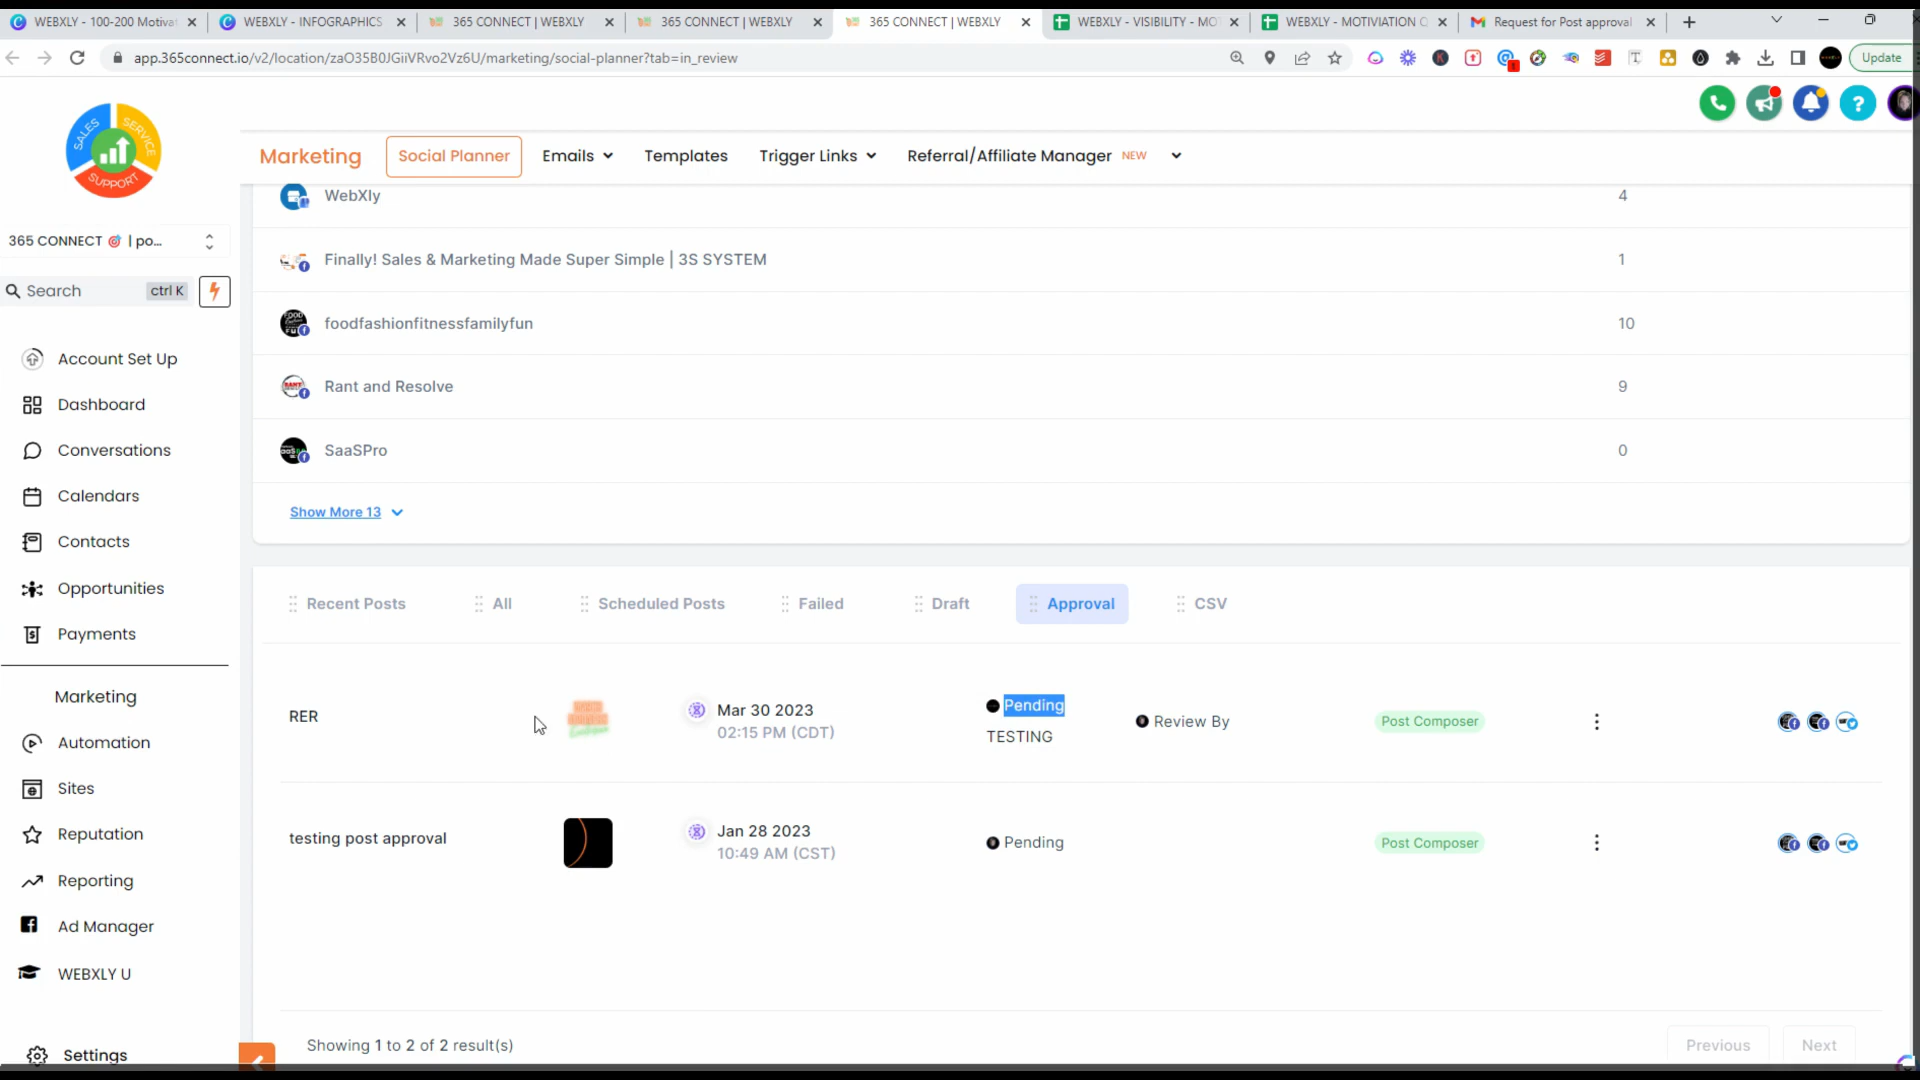 WEBXLY - 100-200 Motivat
WEBXLY - INFOGRAPHICS
365 CONNECT | WEBXLY
365 CONNECT | WEBXLY
365 CONNECT | WEBXLY
WEBXLY - VISIBILITY - MO
WEBXLY - MOTIVIATION Q
Request for Post approval
app.365connect.io/v2/location/zaO35B0JGiiVRvo2Vz6U/marketing/social-planner?tab=in_review
Update
SALES
SERVICE
SUPPORT
Marketing
Social Planner
Emails
Templates
Trigger Links
Referral/Affiliate Manager NEW
365 CONNECT 🎯 | po...
Search ctrl K
Account Set Up
Dashboard
Conversations
Calendars
Contacts
Opportunities
Payments
Marketing
Automation
Sites
Reputation
Reporting
Ad Manager
WEBXLY U
Settings
WebXly 4
Finally! Sales & Marketing Made Super Simple | 3S SYSTEM 1
foodfashionfitnessfamilyfun 10
Rant and Resolve 9
SaaSPro 0
Show More 13
Recent Posts All Scheduled Posts Failed Draft Approval CSV
RER
Mar 30 2023
02:15 PM (CDT)
Pending
TESTING
Review By
Post Composer
testing post approval
Jan 28 2023
10:49 AM (CST)
Pending
Post Composer
Showing 1 to 2 of 2 result(s)
Previous
Next